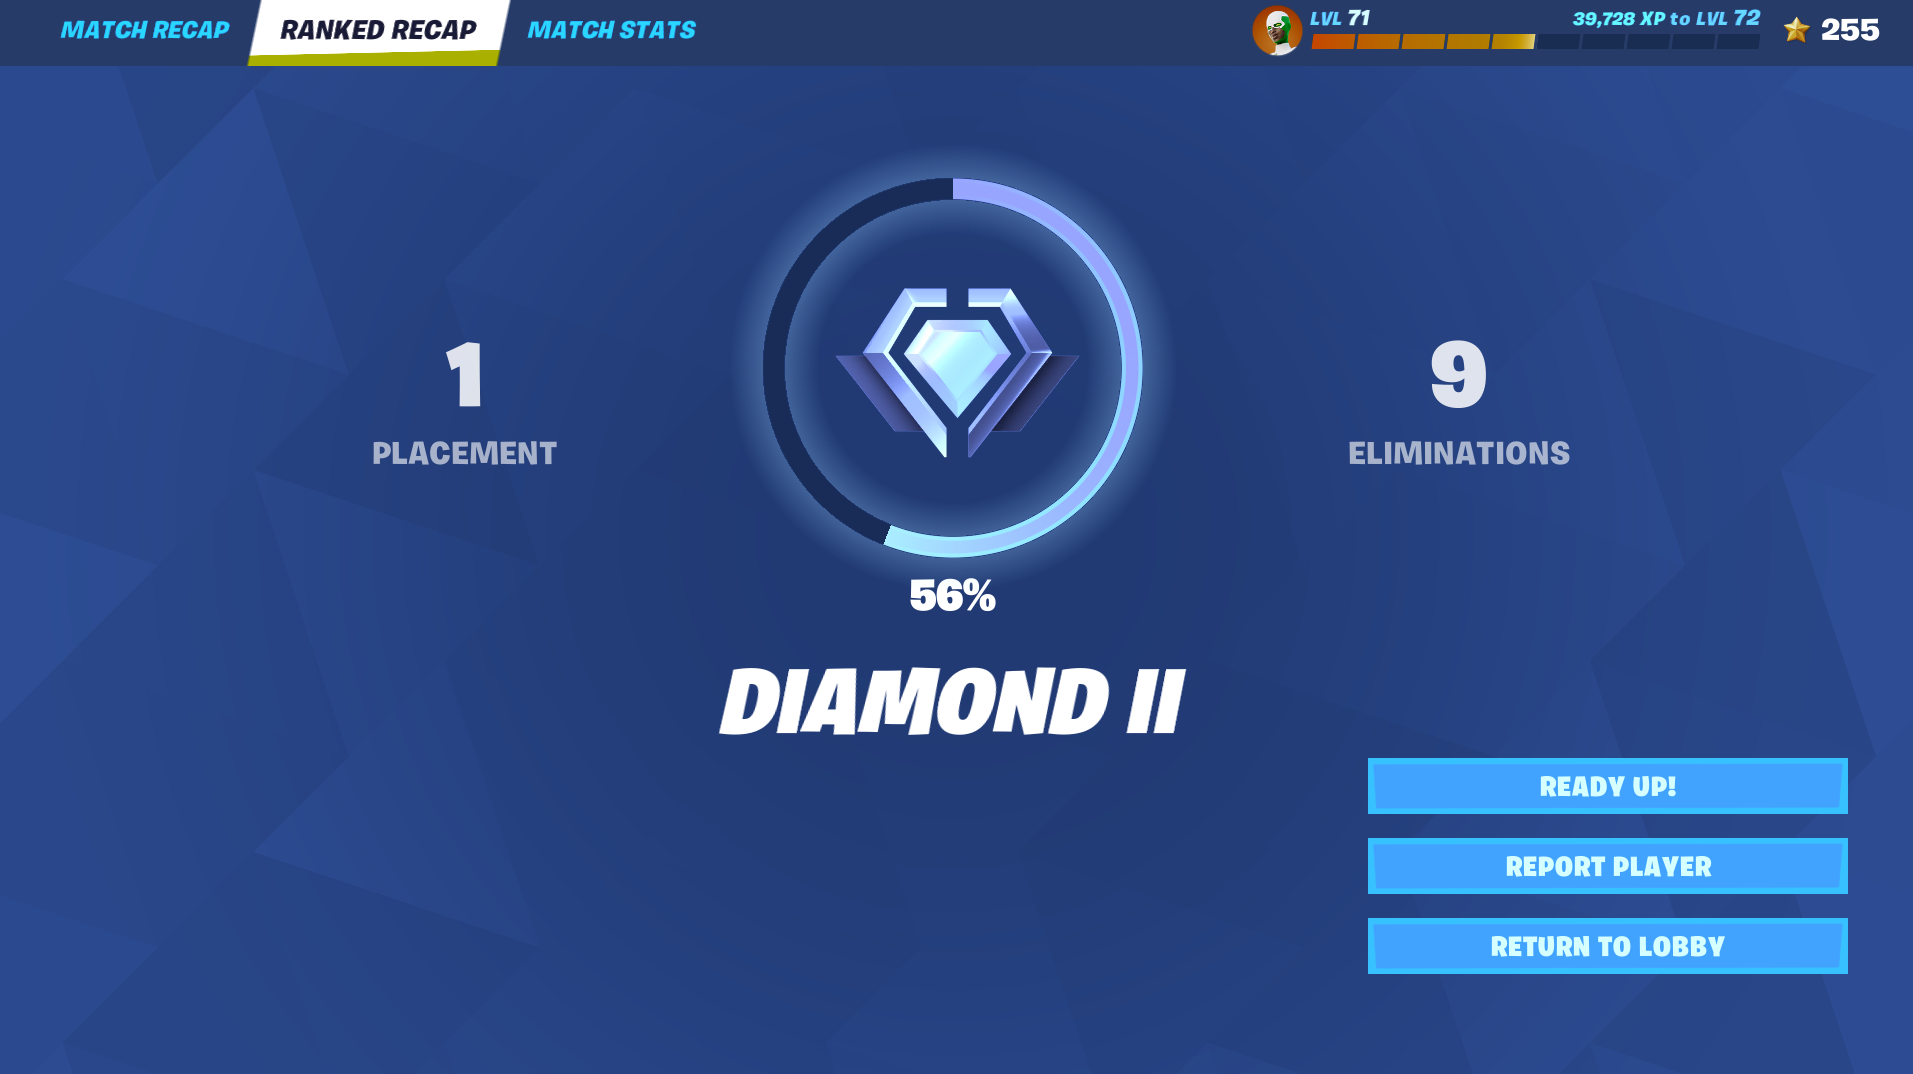 MATCH RECAP
RANKED RECAP
MATCH STATS
LVL 71
39,728 XP to LVL 72
255
1
PLACEMENT
9
ELIMINATIONS
56%
DIAMOND II
READY UP!
REPORT PLAYER
RETURN TO LOBBY